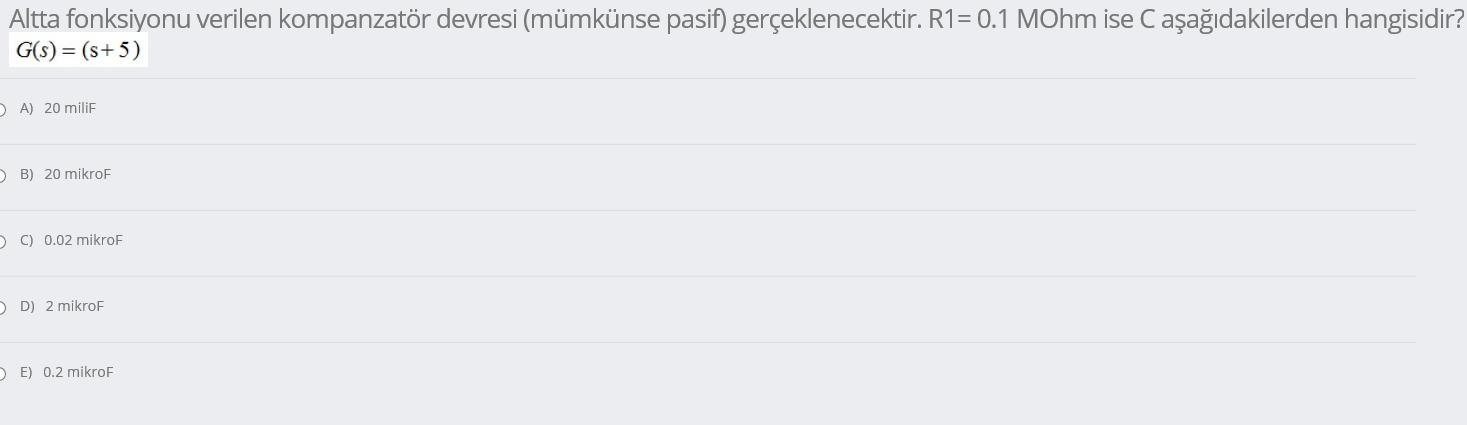 Altta fonksiyonu verilen kompanzatör devresi (mümkünse pasif) gerçeklenecektir. R1= 0.1 MOhm ise C aşağıdakilerden hangisidir?
G(s) = (s+5)
A) 20 miliF
B) 20 mikroF
C) 0.02 mikroF
D) 2 mikroF
E) 0.2 mikroF